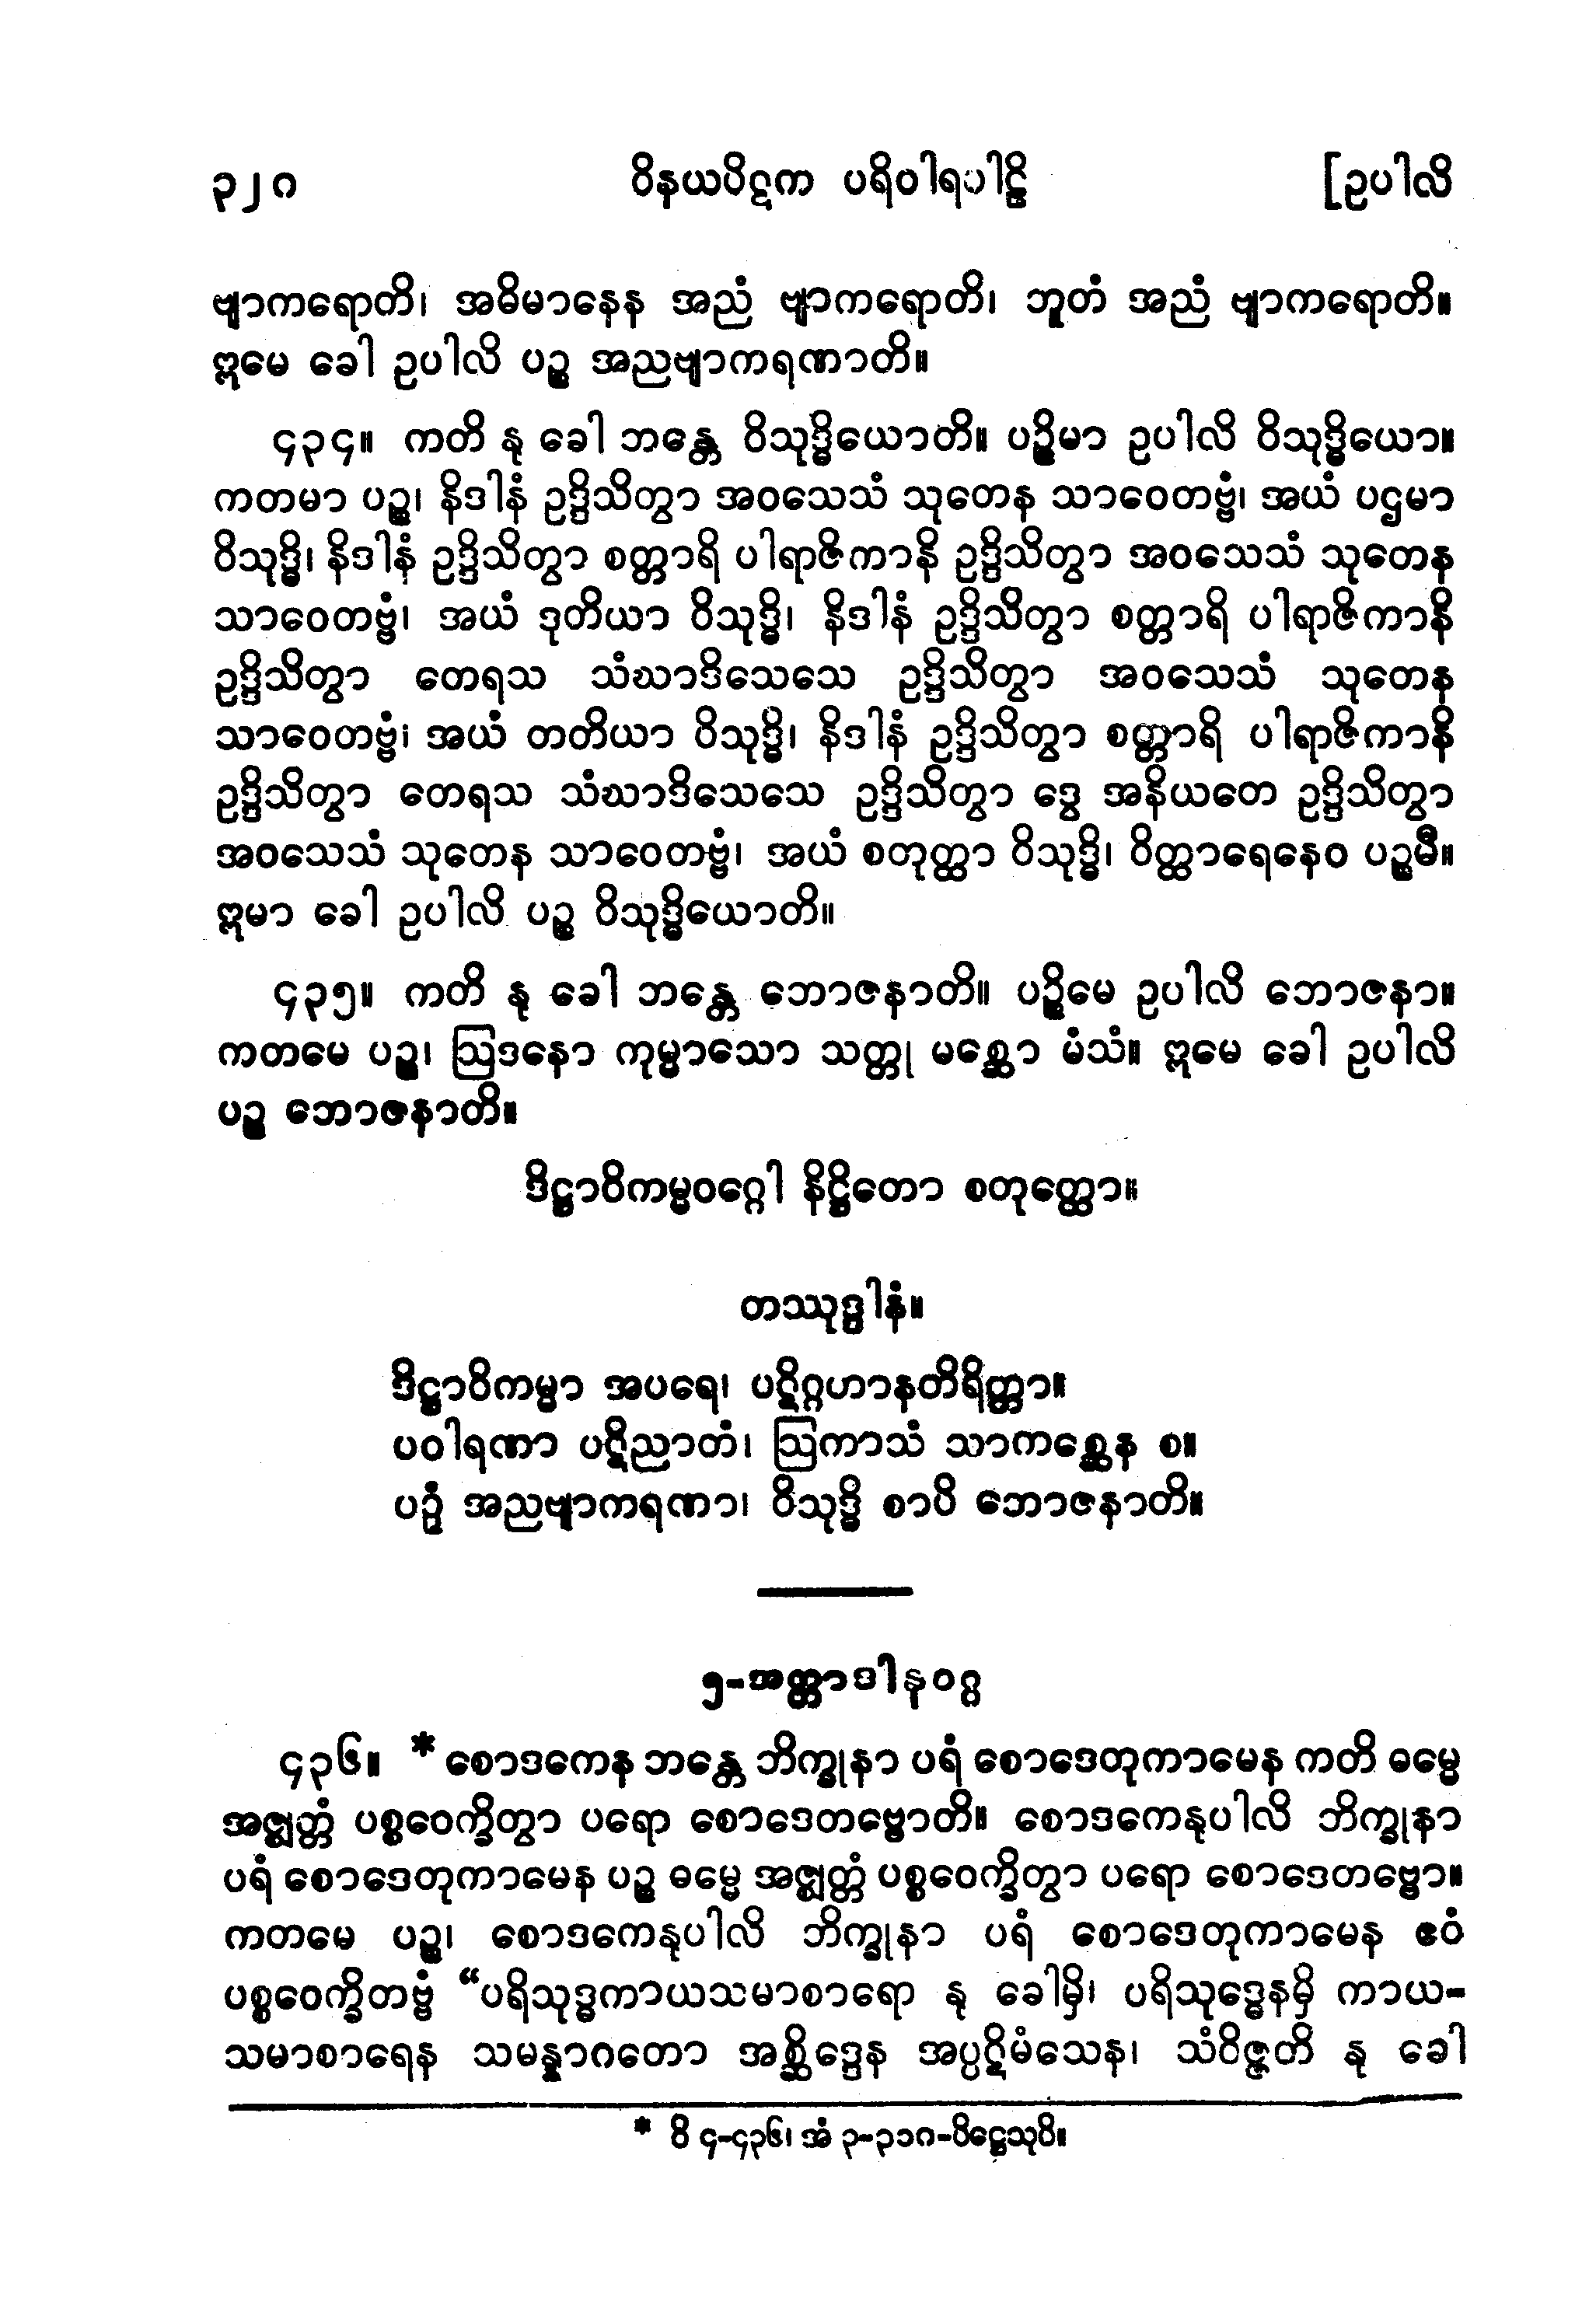 ၃၂၈ ဝိနယပိဋက ပရိဝါရပါဠိ [ဥပါလိ
ဗျာကရောတိ၊ အဓိမာနေန အညံ ဗျာကရောတိ၊ ဘူတံ အညံ ဗျာကရောတိ။
ဣမေ ခေါ ဥပါလိ ပဉ္စ အညဗျာကရဏာတိ။
၄၃၄။ ကတိ နု ခေါ ဘန္တေ ဝိသုဒ္ဓိယောတိ။ ပဉ္စိမာ ဥပါလိ ဝိသုဒ္ဓိယော။
ကတမာ ပဉ္စ၊ နိဒါနံ ဥဒ္ဒိသိတွာ အဝသေသံ သုတေန သာဝေတဗ္ဗံ၊ အယံ ပဌမာ
ဝိသုဒ္ဓိ၊ နိဒါနံ ဥဒ္ဒိသိတွာ စတ္တာရိ ပါရာဇိကာနိ ဥဒ္ဒိသိတွာ အဝသေသံ သုတေန
သာဝေတဗ္ဗံ၊ အယံ ဒုတိယာ ဝိသုဒ္ဓိ၊ နိဒါနံ ဥဒ္ဒိသိတွာ စတ္တာရိ ပါရာဇိကာနိ
ဥဒ္ဒိသိတွာ တေရသ သံဃာဒိသေသေ ဥဒ္ဒိသိတွာ အဝသေသံ သုတေန
သာဝေတဗ္ဗံ၊ အယံ တတိယာ ဝိသုဒ္ဓိ၊ နိဒါနံ ဥဒ္ဒိသိတွာ စတ္တာရိ ပါရာဇိကာနိ
ဥဒ္ဒိသိတွာ တေရသ သံဃာဒိသေသေ ဥဒ္ဒိသိတွာ ဒွေ အနိယတေ ဥဒ္ဒိသိတွာ
အဝသေသံ သုတေန သာဝေတဗ္ဗံ၊ အယံ စတုတ္ထာ ဝိသုဒ္ဓိ၊ ဝိတ္ထာရေနေဝ ပဉ္စမီ။
ဣမာ ခေါ ဥပါလိ ပဉ္စ ဝိသုဒ္ဓိယောတိ။
၄၃၅။ ကတိ နု ခေါ ဘန္တေ ဘောဇနာတိ။ ပဉ္စိမေ ဥပါလိ ဘောဇနာ။
ကတမေ ပဉ္စ၊ ဩဒနော ကုမ္မာသော သတ္တု မစ္ဆော မံသံ။ ဣမေ ခေါ ဥပါလိ
ပဉ္စ ဘောဇနာတိ။
ဒိဋ္ဌာဝိကမ္မဝဂ္ဂေါ နိဋ္ဌိတော စတုတ္ထော။
တဿုဒ္ဒါနံ။
ဒိဋ္ဌာဝိကမ္မာ အပရေ၊ ပဋိဂ္ဂဟာနတိရိတ္တာ။
ပဝါရဏာ ပဋိညာတံ၊ ဩကာသံ သာကစ္ဆေန စ။
ပဉှံ အညဗျာကရဏာ၊ ဝိသုဒ္ဓိ စာပိ ဘောဇနာတိ။
၅-အတ္တာဒါနဝဂ္ဂ
၄၃၆။ * စောဒကေန ဘန္တေ ဘိက္ခုနာ ပရံ စောဒေတုကာမေန ကတိ ဓမ္မေ
အဇ္ဈတ္တံ ပစ္စဝေက္ခိတွာ ပရော စောဒေတဗ္ဗောတိ။ စောဒကေနုပါလိ ဘိက္ခုနာ
ပရံ စောဒေတုကာမေန ပဉ္စ ဓမ္မေ အဇ္ဈတ္တံ ပစ္စဝေက္ခိတွာ ပရော စောဒေတဗ္ဗော။
ကတမေ ပဉ္စ၊ စောဒကေနုပါလိ ဘိက္ခုနာ ပရံ စောဒေတုကာမေန ဧဝံ
ပစ္စဝေက္ခိတဗ္ဗံ “ပရိသုဒ္ဓကာယသမာစာရော နု ခေါမှိ၊ ပရိသုဒ္ဓေနမှိ ကာယ-
သမာစာရေန သမန္နာဂတော အစ္ဆိဒ္ဒေန အပ္ပဋိမံသေန၊ သံဝိဇ္ဇတိ နု ခေါ
* ဝိ ၄-၄၃၆၊ အံ ၃-၃၁၈-ပိဋ္ဌေသုပိ။